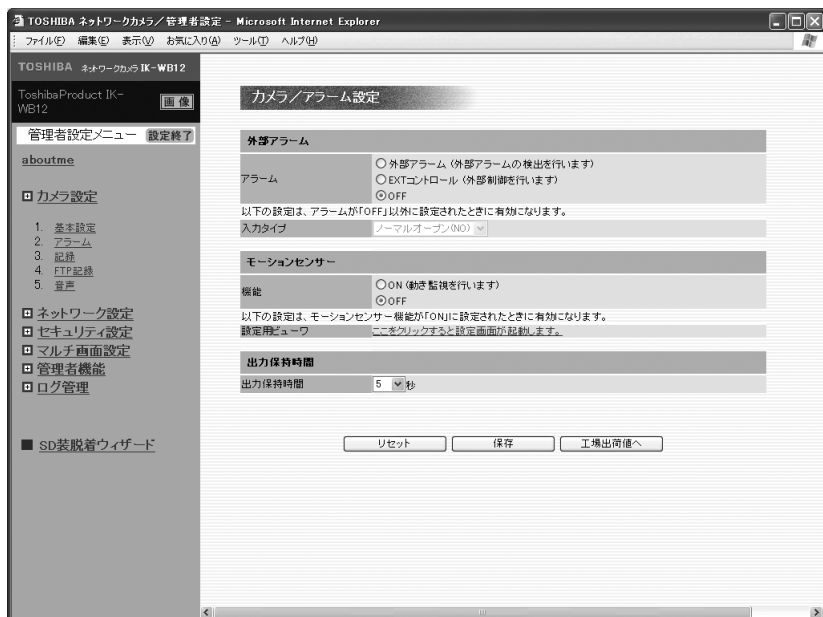 TOSHIBA ネットワークカメラ／管理者設定 - Microsoft Internet Explorer
ファイル(F) 編集(E) 表示(V) お気に入り(A) ツール(T) ヘルプ(H)
TOSHIBA ネットワークカメラ IK-WB12
ToshibaProduct IK-WB12
画像
管理者設定メニュー 設定終了
aboutme
カメラ設定
1. 基本設定
2. アラーム
3. 記録
4. FTP記録
5. 音声
ネットワーク設定
セキュリティ設定
マルチ画面設定
管理者機能
ログ管理
SD装脱着ウィザード
カメラ／アラーム設定
外部アラーム
アラーム
外部アラーム (外部アラームの検出を行います)
EXTコントロール (外部制御を行います)
OFF
以下の設定は、アラームが「OFF」以外に設定されたときに有効になります。
入力タイプ ノーマルオープン(NO)
モーションセンサー
機能
ON (動き監視を行います)
OFF
以下の設定は、モーションセンサー機能が「ON」に設定されたときに有効になります。
設定用ビューワ ここをクリックすると設定画面が起動します。
出力保持時間
出力保持時間 5 秒
リセット 保存 工場出荷値へ